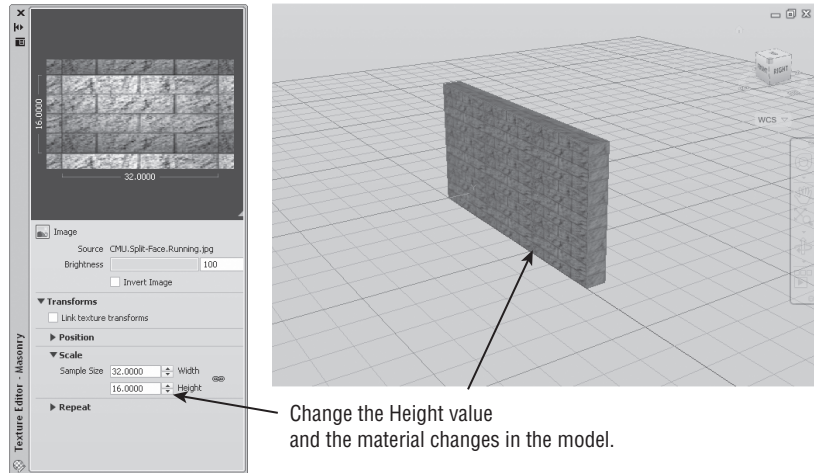 16.0000
32.0000
Image
Source CMU.Split-Face.Running.jpg
Brightness 100
Invert Image
Transforms
Link texture transforms
Position
Scale
Sample Size 32.0000 Width
16.0000 Height
Repeat
Texture Editor - Masonry
RIGHT
WCS
Change the Height value
and the material changes in the model.